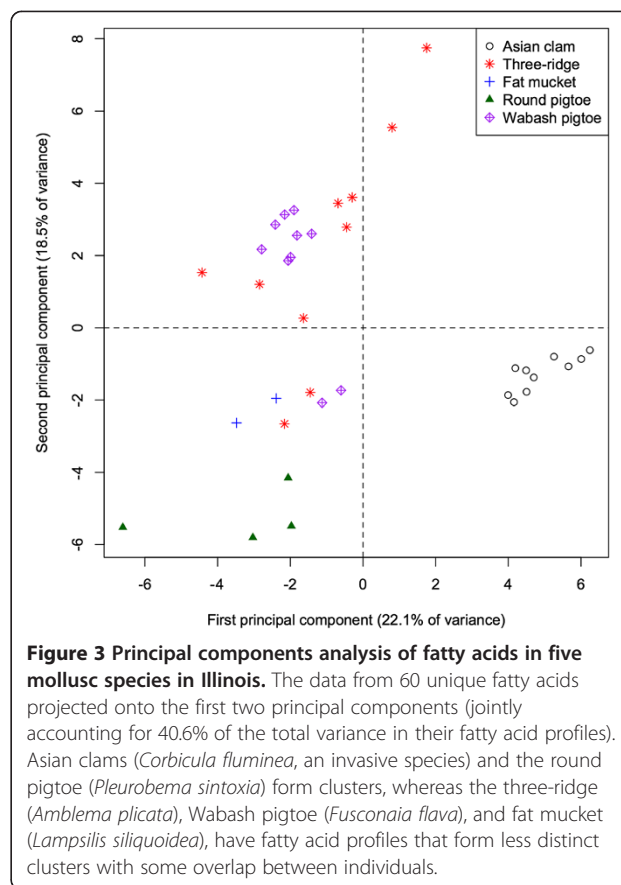 Asian clam
Three-ridge
Fat mucket
Round pigtoe
Wabash pigtoe
8
6
4
2
0
-2
-4
-6
Second principal component (18.5% of variance)
-6 -4 -2 0 2 4 6
First principal component (22.1% of variance)
Figure 3 Principal components analysis of fatty acids in five
mollusc species in Illinois. The data from 60 unique fatty acids
projected onto the first two principal components (jointly
accounting for 40.6% of the total variance in their fatty acid profiles).
Asian clams (Corbicula fluminea, an invasive species) and the round
pigtoe (Pleurobema sintoxia) form clusters, whereas the three-ridge
(Amblema plicata), Wabash pigtoe (Fusconaia flava), and fat mucket
(Lampsilis siliquoidea), have fatty acid profiles that form less distinct
clusters with some overlap between individuals.